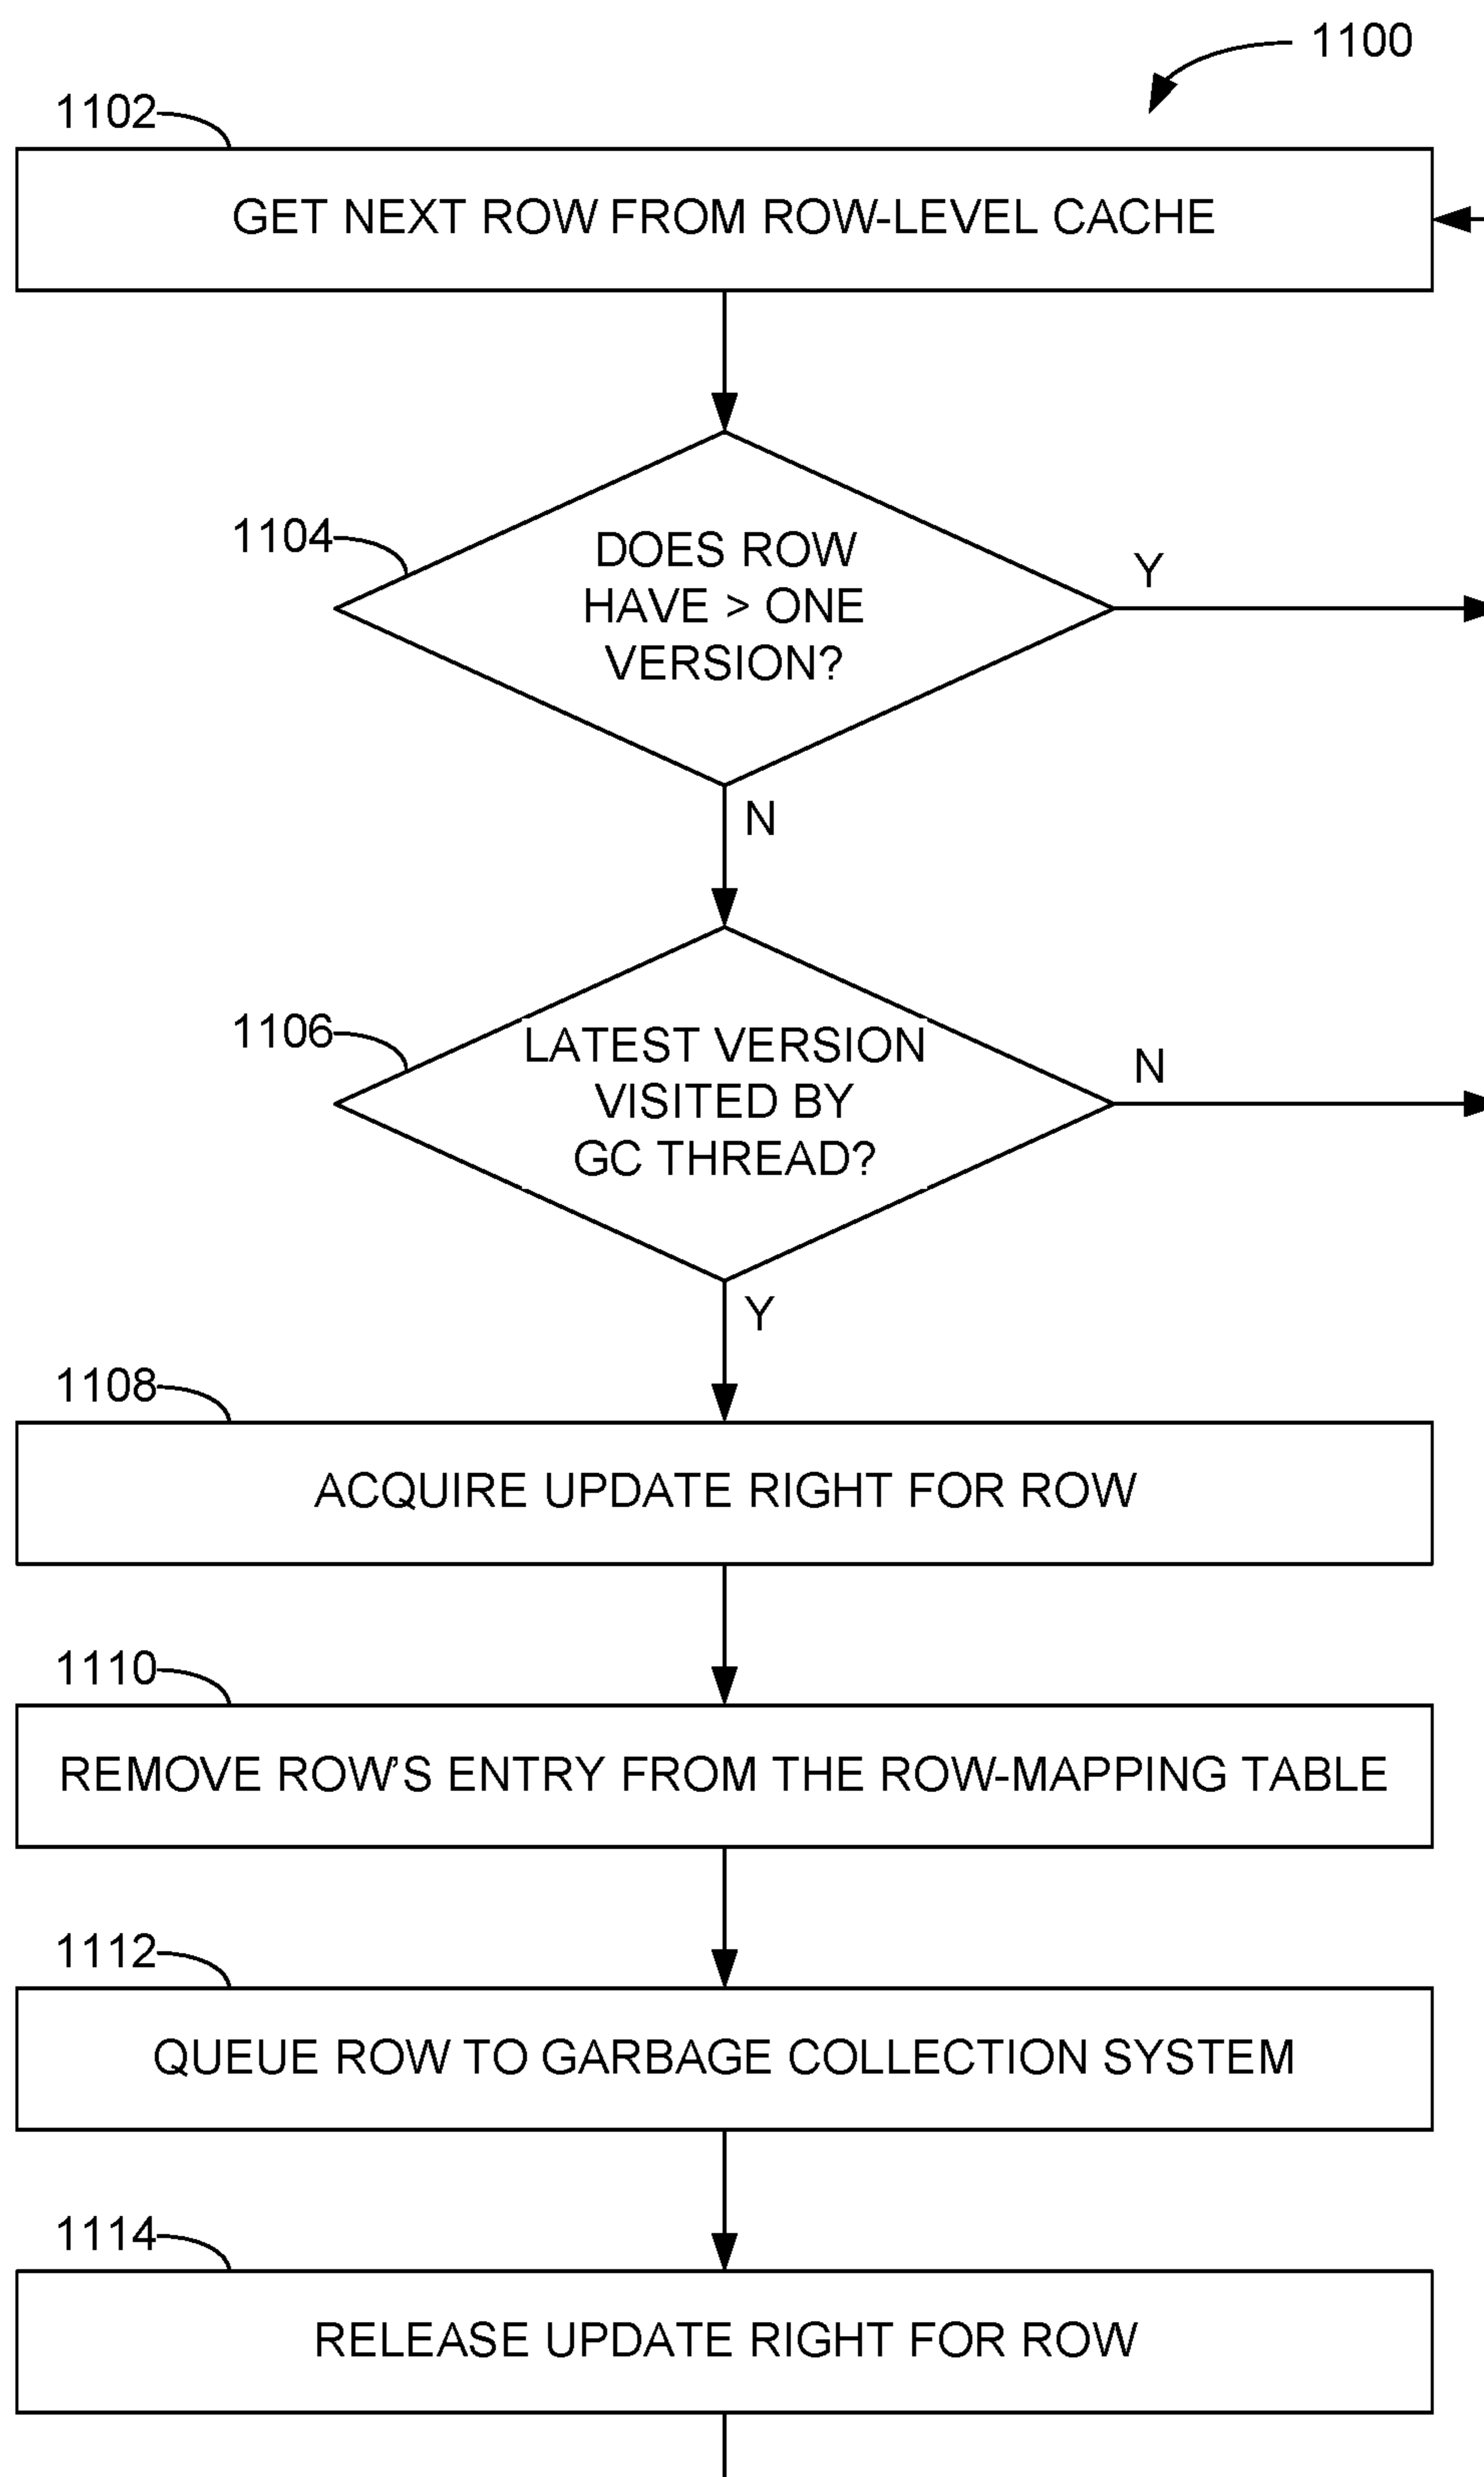 1100
1102
GET NEXT ROW FROM ROW-LEVEL CACHE
1104
DOES ROW
HAVE > ONE
VERSION?
Y
N
1106
LATEST VERSION
VISITED BY
GC THREAD?
N
Y
1108
ACQUIRE UPDATE RIGHT FOR ROW
1110
REMOVE ROW’S ENTRY FROM THE ROW-MAPPING TABLE
1112
QUEUE ROW TO GARBAGE COLLECTION SYSTEM
1114
RELEASE UPDATE RIGHT FOR ROW